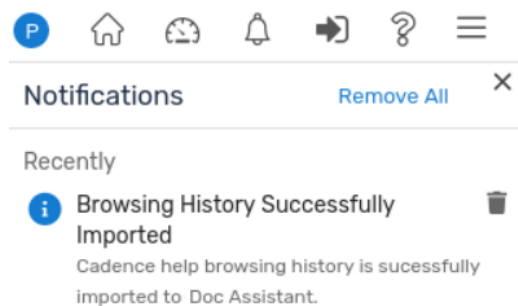 P
Notifications
Remove All
Recently
Browsing History Successfully
Imported
Cadence help browsing history is sucessfully
imported to Doc Assistant.